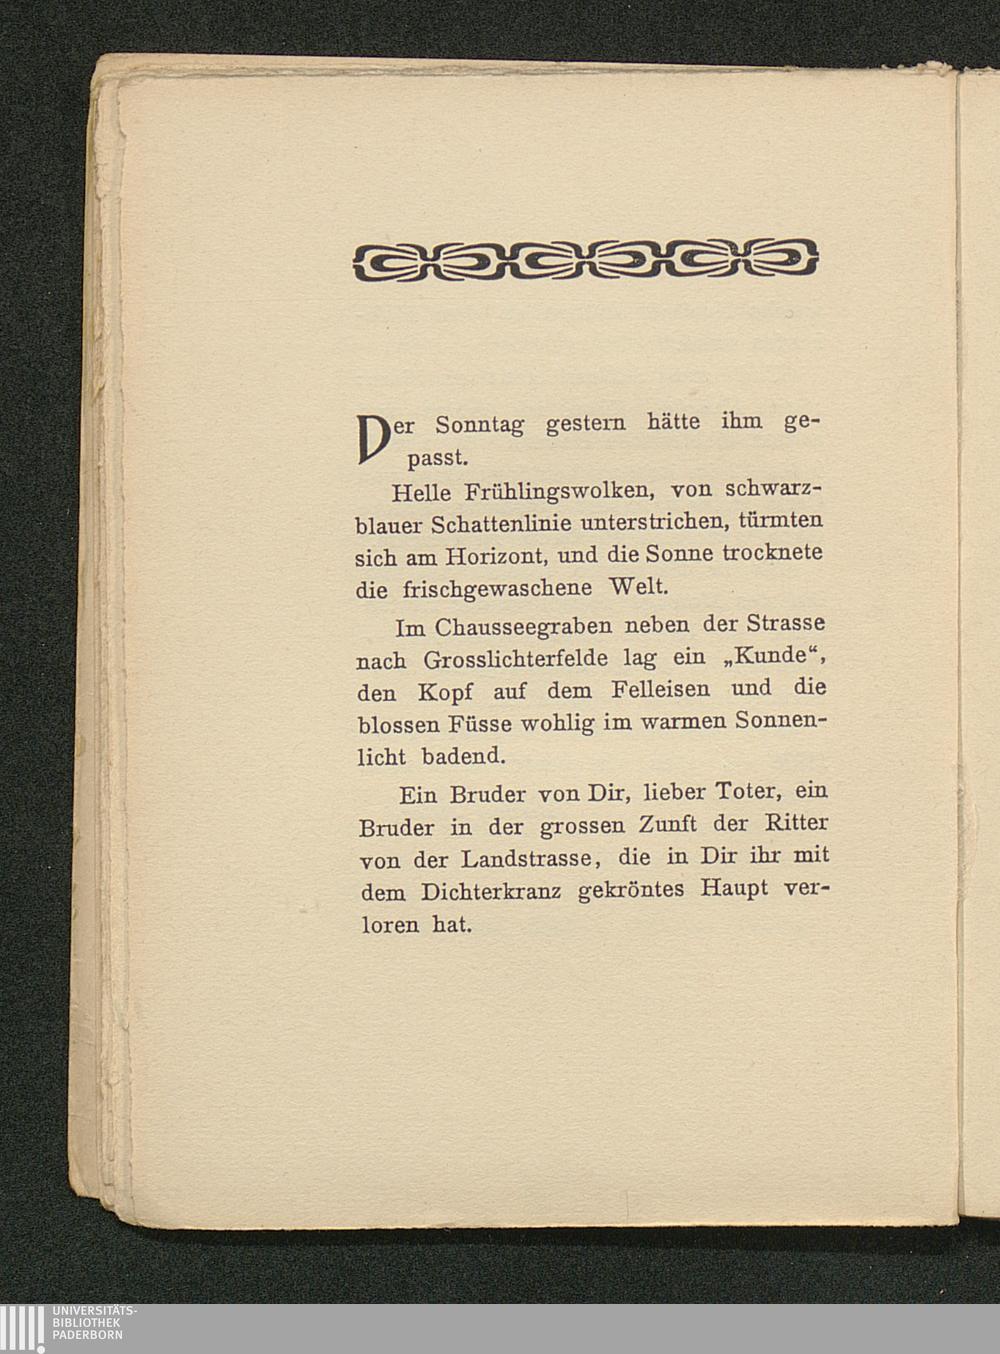 Der Sonntag gestern hätte ihm ge-
passt.
Helle Frühlingswolken, von schwarz-
blauer Schattenlinie unterstrichen, türmten
sich am Horizont, und die Sonne trocknete
die frischgewaschene Welt.
Im Chausseegraben neben der Strasse
nach Grosslichterfelde lag ein „Kunde“,
den Kopf auf dem Felleisen und die
blossen Füsse wohlig im warmen Sonnen-
licht badend.
Ein Bruder von Dir, lieber Toter, ein
Bruder in der grossen Zunft der Ritter
von der Landstrasse, die in Dir ihr mit
dem Dichterkranz gekröntes Haupt ver-
loren hat.
UNIVERSITÄTS-
BIBLIOTHEK
PADERBORN